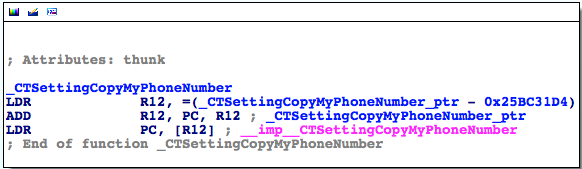 ; Attributes: thunk
_CTSettingCopyMyPhoneNumber
LDR R12, =(_CTSettingCopyMyPhoneNumber_ptr - 0x25BC31D4)
ADD R12, PC, R12 ; _CTSettingCopyMyPhoneNumber_ptr
LDR PC, [R12] ; __imp__CTSettingCopyMyPhoneNumber
; End of function _CTSettingCopyMyPhoneNumber